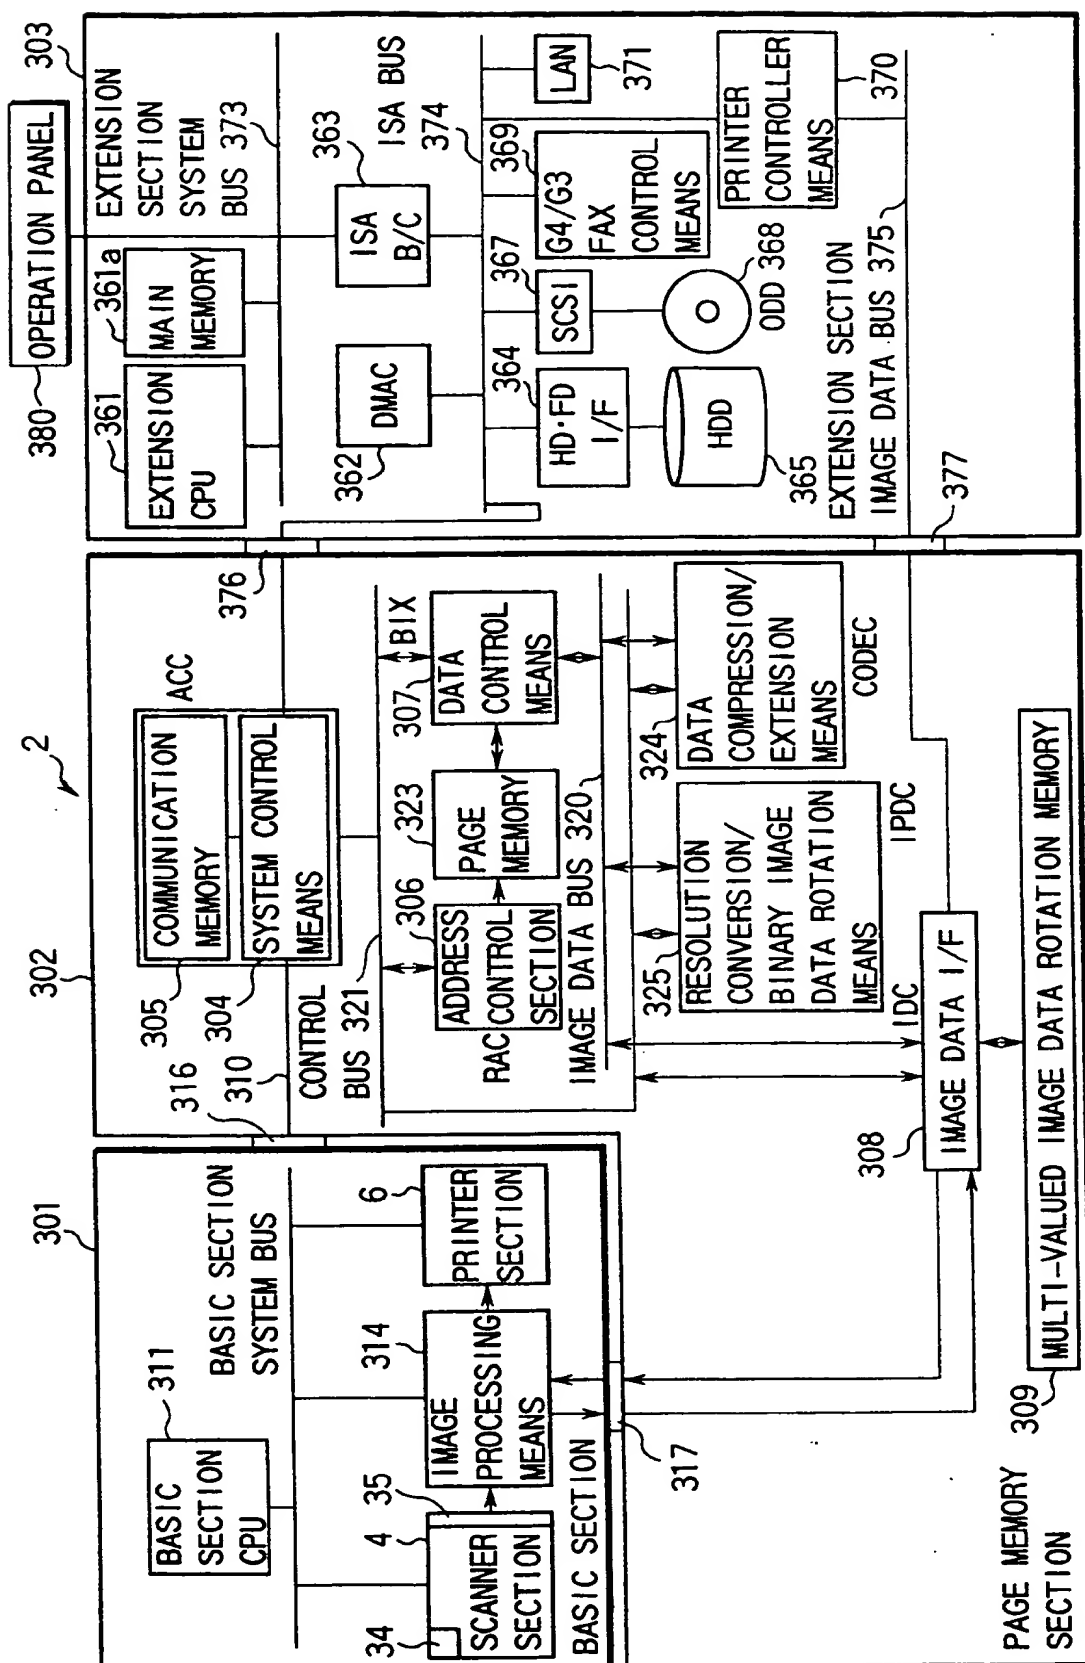 2
301
BASIC SECTION
SYSTEM BUS
311
BASIC
SECTION
CPU
6
PRINTER
SECTION
314
IMAGE
PROCESSING
MEANS
35
4
34
SCANNER
SECTION
BASIC SECTION
317
316
302
ACC
COMMUNICATION
MEMORY
305
SYSTEM CONTROL
MEANS
304
310
CONTROL
BUS 321
BIX
307
DATA
CONTROL
MEANS
323
PAGE
MEMORY
306
ADDRESS
CONTROL
SECTION
RAC
IMAGE DATA BUS 320
324
DATA
COMPRESSION/
EXTENSION
MEANS
CODEC
325
RESOLUTION
CONVERSION/
BINARY IMAGE
DATA ROTATION
MEANS
IPDC
IDC
308
IMAGE DATA I/F
309
MULTI-VALUED IMAGE DATA ROTATION MEMORY
PAGE MEMORY
SECTION
376
377
303
380
OPERATION PANEL
EXTENSION
SECTION
SYSTEM
BUS 373
361
EXTENSION
CPU
361a
MAIN
MEMORY
363
ISA
B/C
ISA BUS
374
362
DMAC
364
HD·FD
I/F
365
HDD
367
SCSI
ODD 368
369
G4/G3
FAX
CONTROL
MEANS
LAN
371
PRINTER
CONTROLLER
MEANS
370
EXTENSION SECTION
IMAGE DATA BUS 375